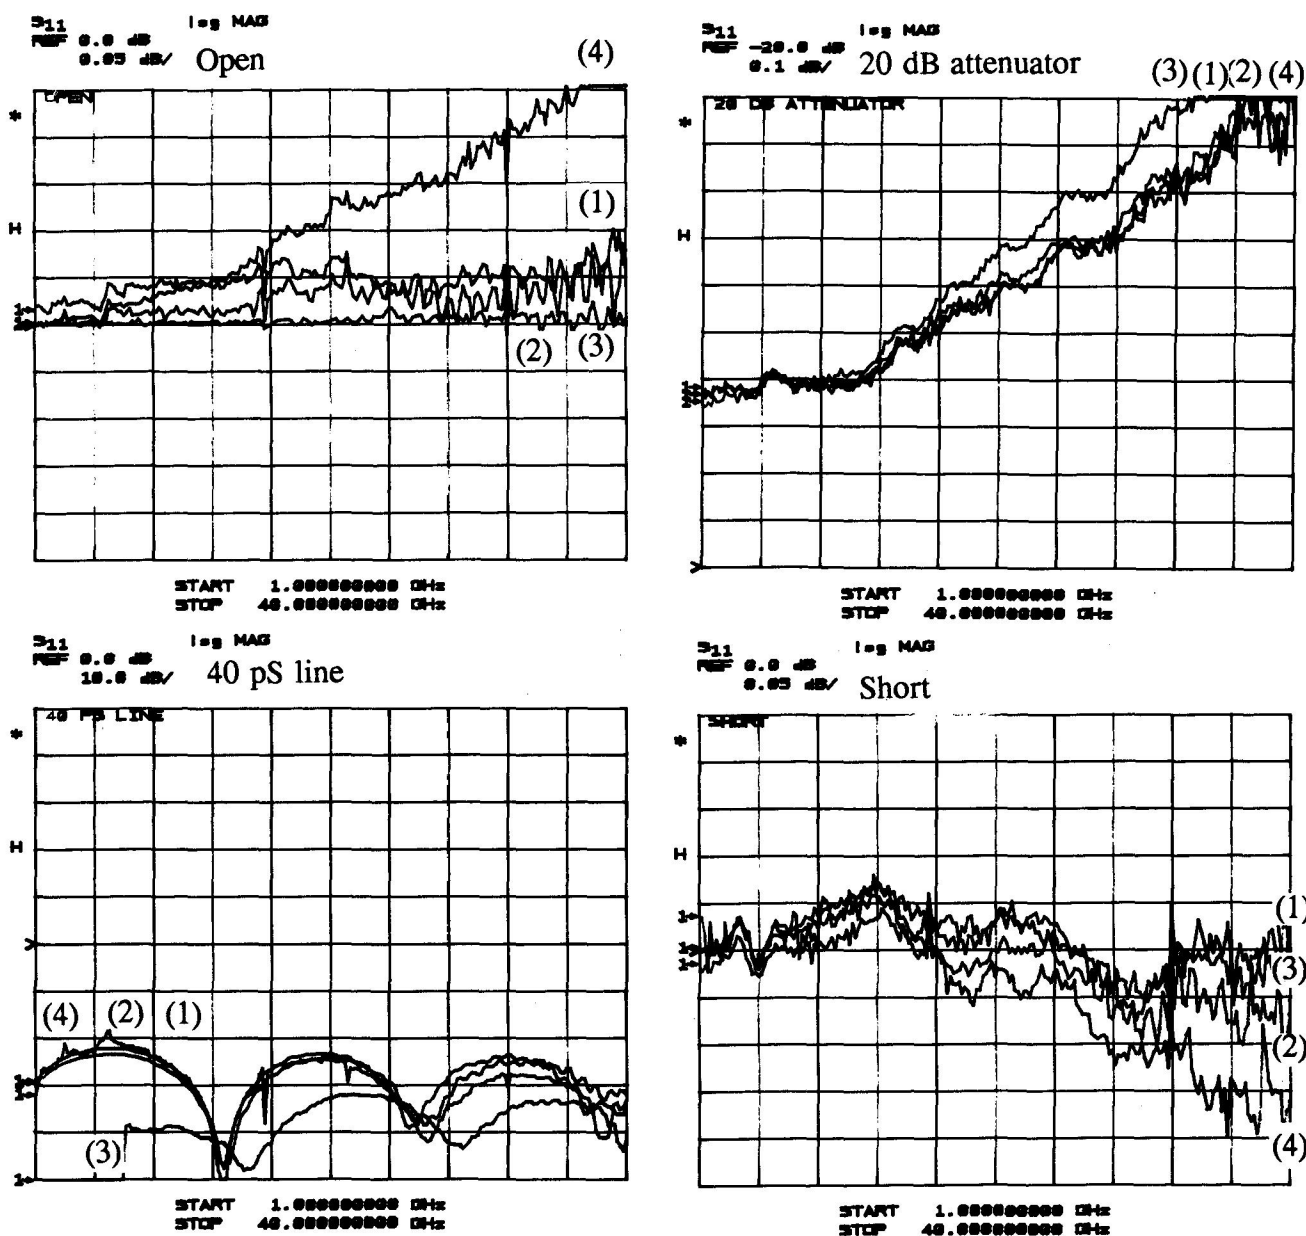 S11 log MAG
REF 0.0 dB
0.05 dB/ Open
(4)
OPEN
*
(1)
H
(2) (3)
START 1.000000000 GHz
STOP 40.000000000 GHz
S11 log MAG
REF -20.0 dB
0.1 dB/ 20 dB attenuator
(3) (1) (2) (4)
20 DB ATTENUATOR
*
H
START 1.000000000 GHz
STOP 40.000000000 GHz
S11 log MAG
REF 0.0 dB
10.0 dB/ 40 pS line
40 PS LINE
*
H
(4) (2) (1)
(3)
START 1.000000000 GHz
STOP 40.000000000 GHz
S11 log MAG
REF 0.0 dB
0.05 dB/ Short
SHORT
*
H
(1)
(3)
(2)
(4)
START 1.000000000 GHz
STOP 40.000000000 GHz